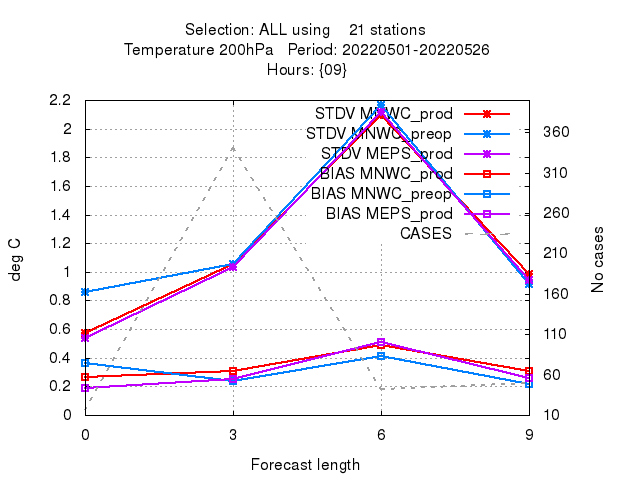 Selection: ALL using 21 stations
Temperature 200hPa Period: 20220501-20220526
Hours: {09}
STDV MNWC_prod
STDV MNWC_preop
STDV MEPS_prod
BIAS MNWC_prod
BIAS MNWC_preop
BIAS MEPS_prod
CASES
deg C
2.2
2
1.8
1.6
1.4
1.2
1
0.8
0.6
0.4
0.2
0
360
310
260
210
160
110
60
10
No cases
0 3 6 9
Forecast length